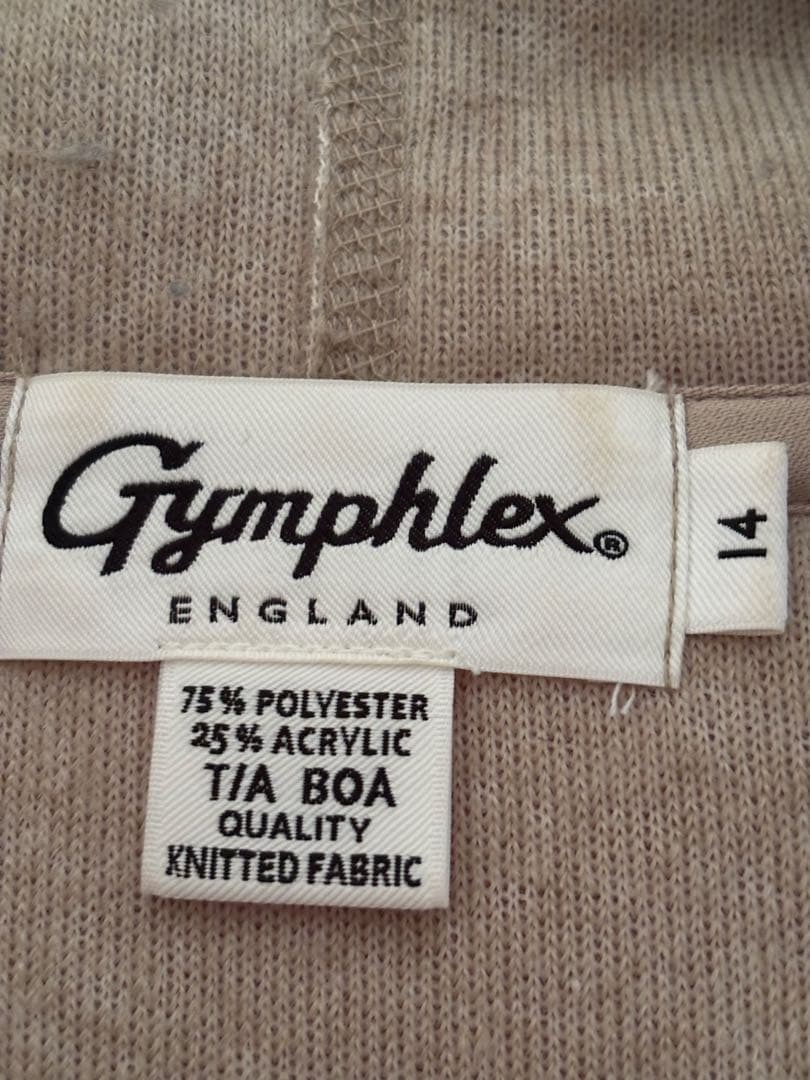 Gymphlex®
ENGLAND
14
75% POLYESTER
25% ACRYLIC
T/A BOA
QUALITY
KNITTED FABRIC